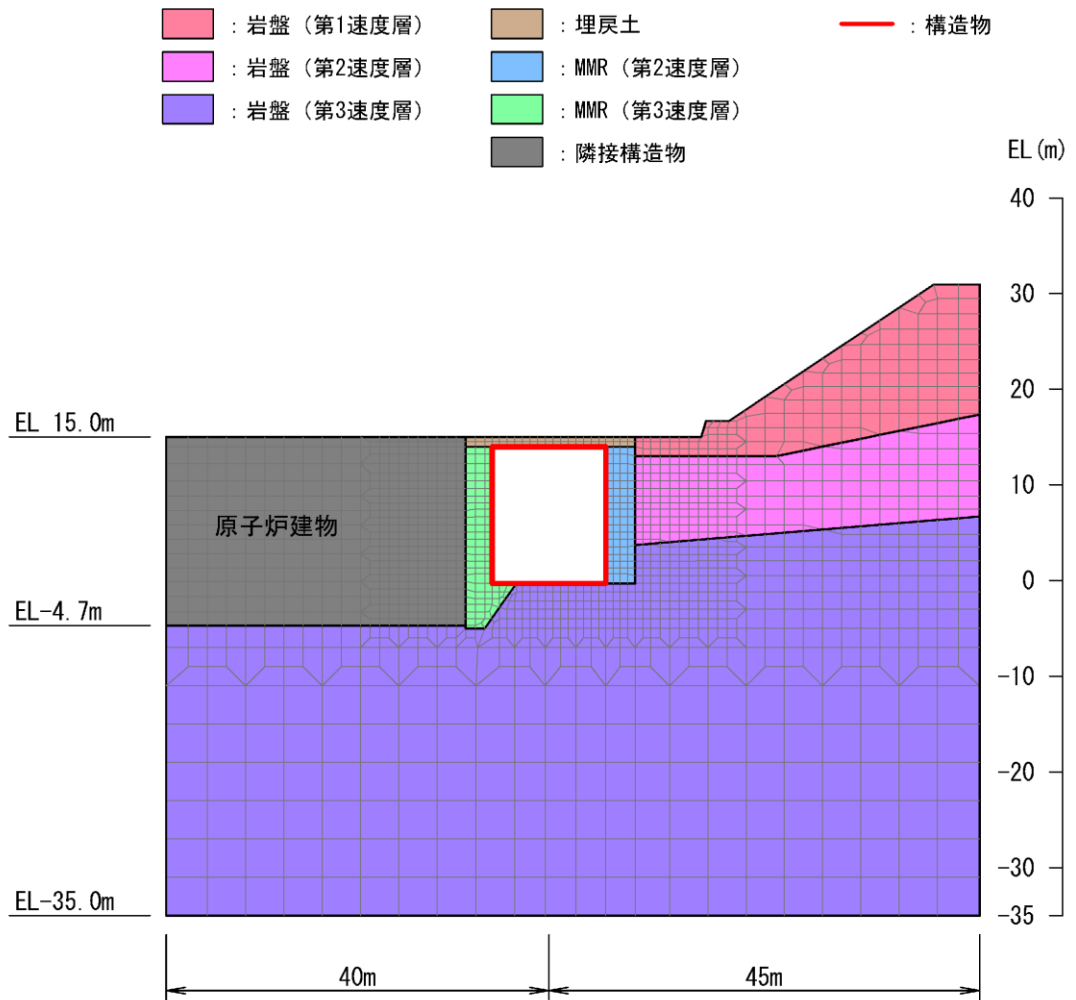 ：岩盤（第1速度層）
：埋戻土
：構造物
：岩盤（第2速度層）
：MMR（第2速度層）
：岩盤（第3速度層）
：MMR（第3速度層）
：隣接構造物
EL(m)
40
30
20
EL 15.0m
10
原子炉建物
0
EL-4.7m
-10
-20
-30
EL-35.0m
-35
40m
45m